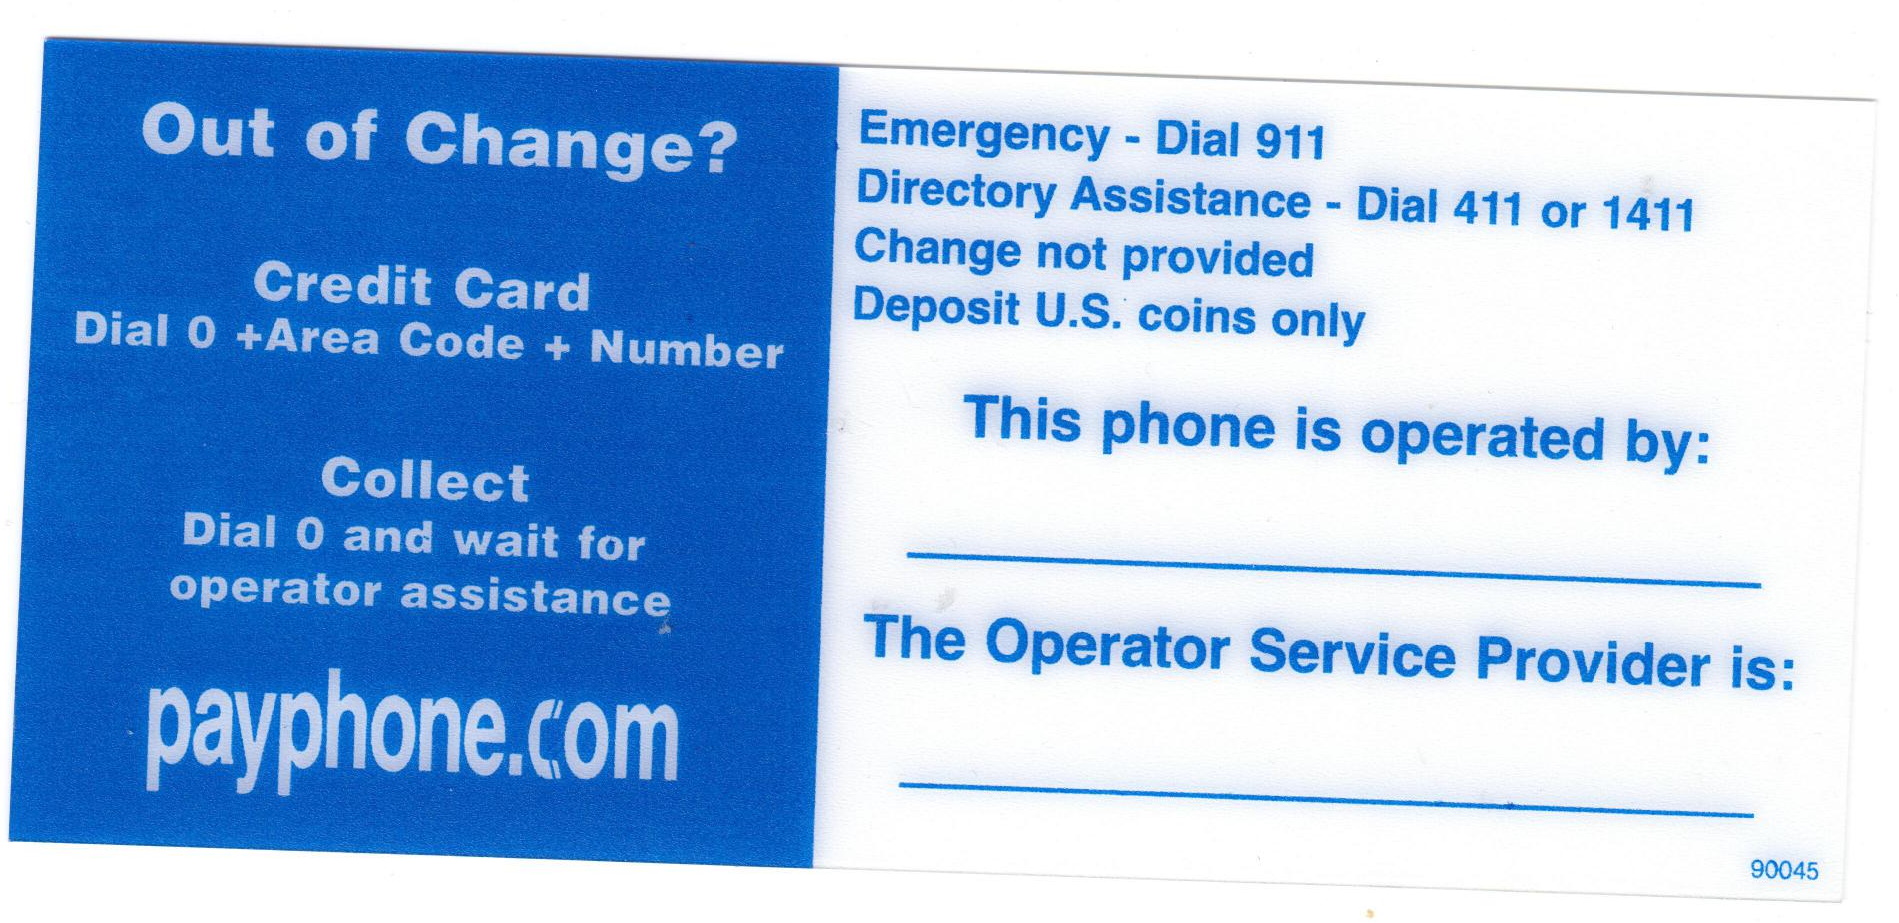 Out of Change?
Credit Card
Dial 0 +Area Code + Number
Collect
Dial 0 and wait for
operator assistance
payphone.com
Emergency - Dial 911
Directory Assistance - Dial 411 or 1411
Change not provided
Deposit U.S. coins only
This phone is operated by:
The Operator Service Provider is:
90045